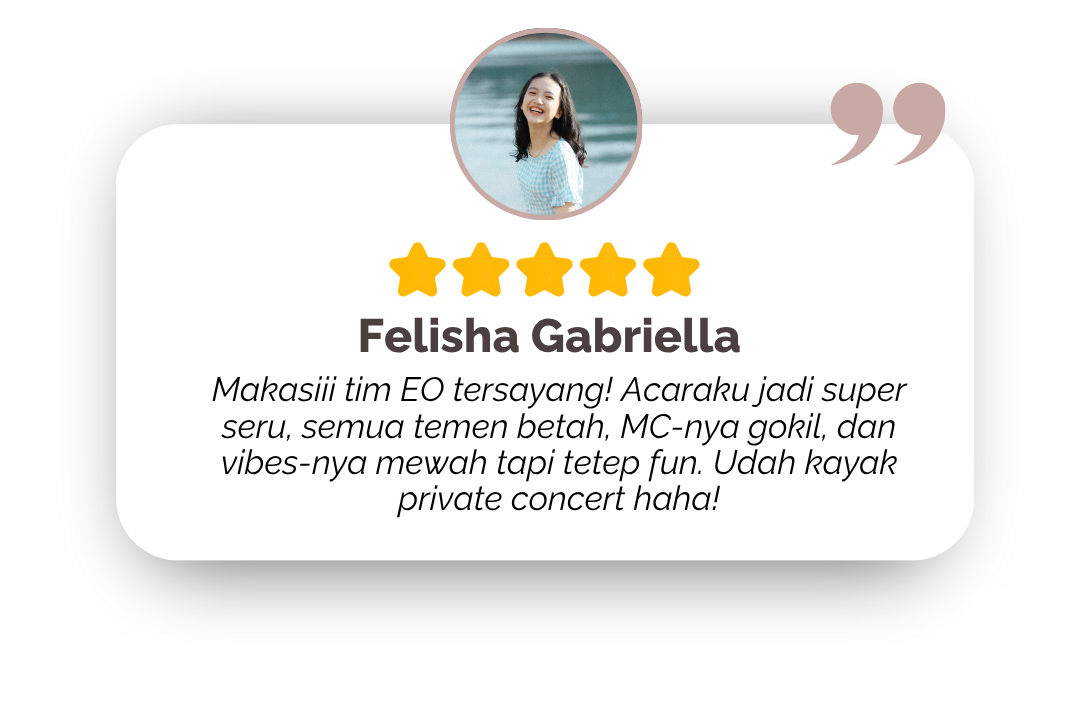 ”
Felisha Gabriella
Makasiii tim EO tersayang! Acaraku jadi super
seru, semua temen betah, MC-nya gokil, dan
vibes-nya mewah tapi tetep fun. Udah kayak
private concert haha!